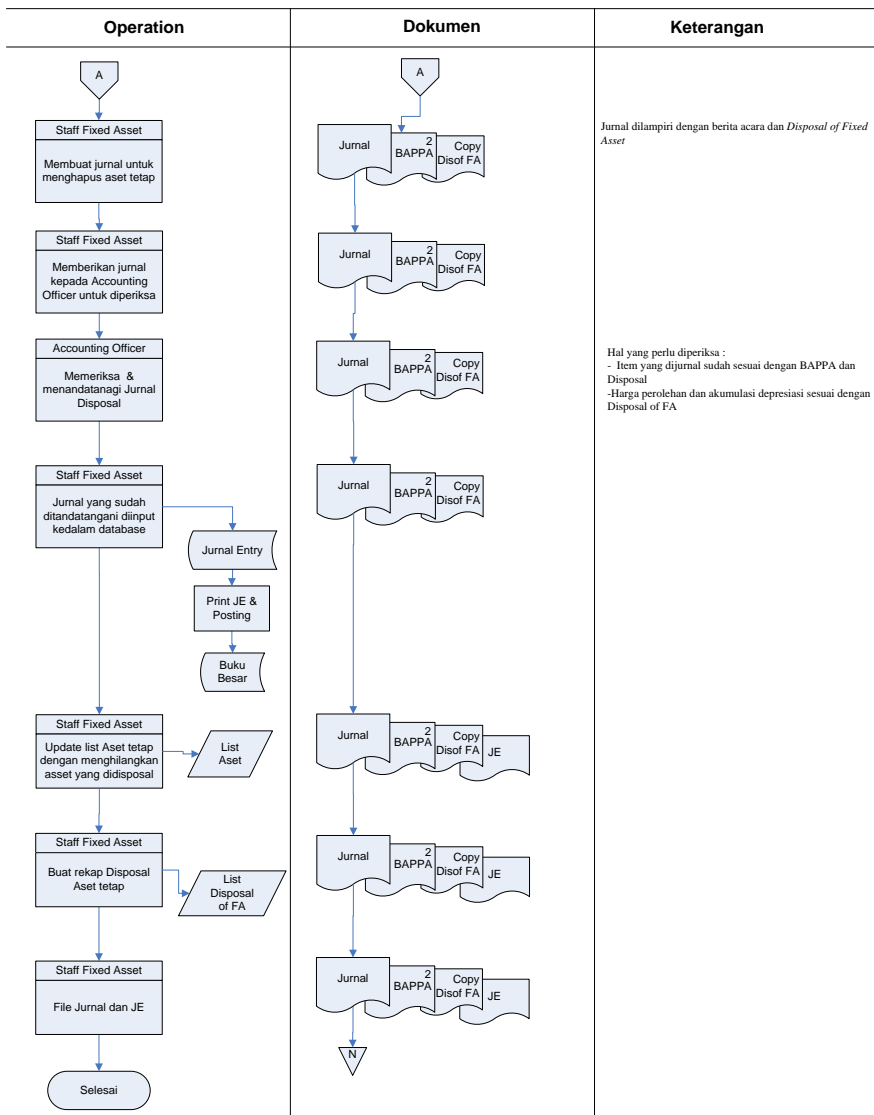 Operation
Dokumen
Keterangan
A
A
Staff Fixed Asset
Membuat jurnal untuk
menghapus aset tetap
Jurnal
2
BAPPA
Copy
Disof FA
Jurnal dilampiri dengan berita acara dan Disposal of Fixed
Asset
Staff Fixed Asset
Memberikan jurnal
kepada Accounting
Officer untuk diperiksa
Jurnal
2
BAPPA
Copy
Disof FA
Accounting Officer
Memeriksa &
menandatanagi Jurnal
Disposal
Jurnal
2
BAPPA
Copy
Disof FA
Hal yang perlu diperiksa :
- Item yang dijurnal sudah sesuai dengan BAPPA dan
Disposal
-Harga perolehan dan akumulasi depresiasi sesuai dengan
Disposal of FA
Staff Fixed Asset
Jurnal yang sudah
ditandatangani diinput
kedalam database
Jurnal
2
BAPPA
Copy
Disof FA
Jurnal Entry
Print JE &
Posting
Buku
Besar
Staff Fixed Asset
Update list Aset tetap
dengan menghilangkan
asset yang didisposal
List
Aset
Jurnal
2
BAPPA
Copy
Disof FA
JE
Staff Fixed Asset
Buat rekap Disposal
Aset tetap
List
Disposal
of FA
Jurnal
2
BAPPA
Copy
Disof FA
JE
Staff Fixed Asset
File Jurnal dan JE
Jurnal
2
BAPPA
Copy
Disof FA
JE
N
Selesai